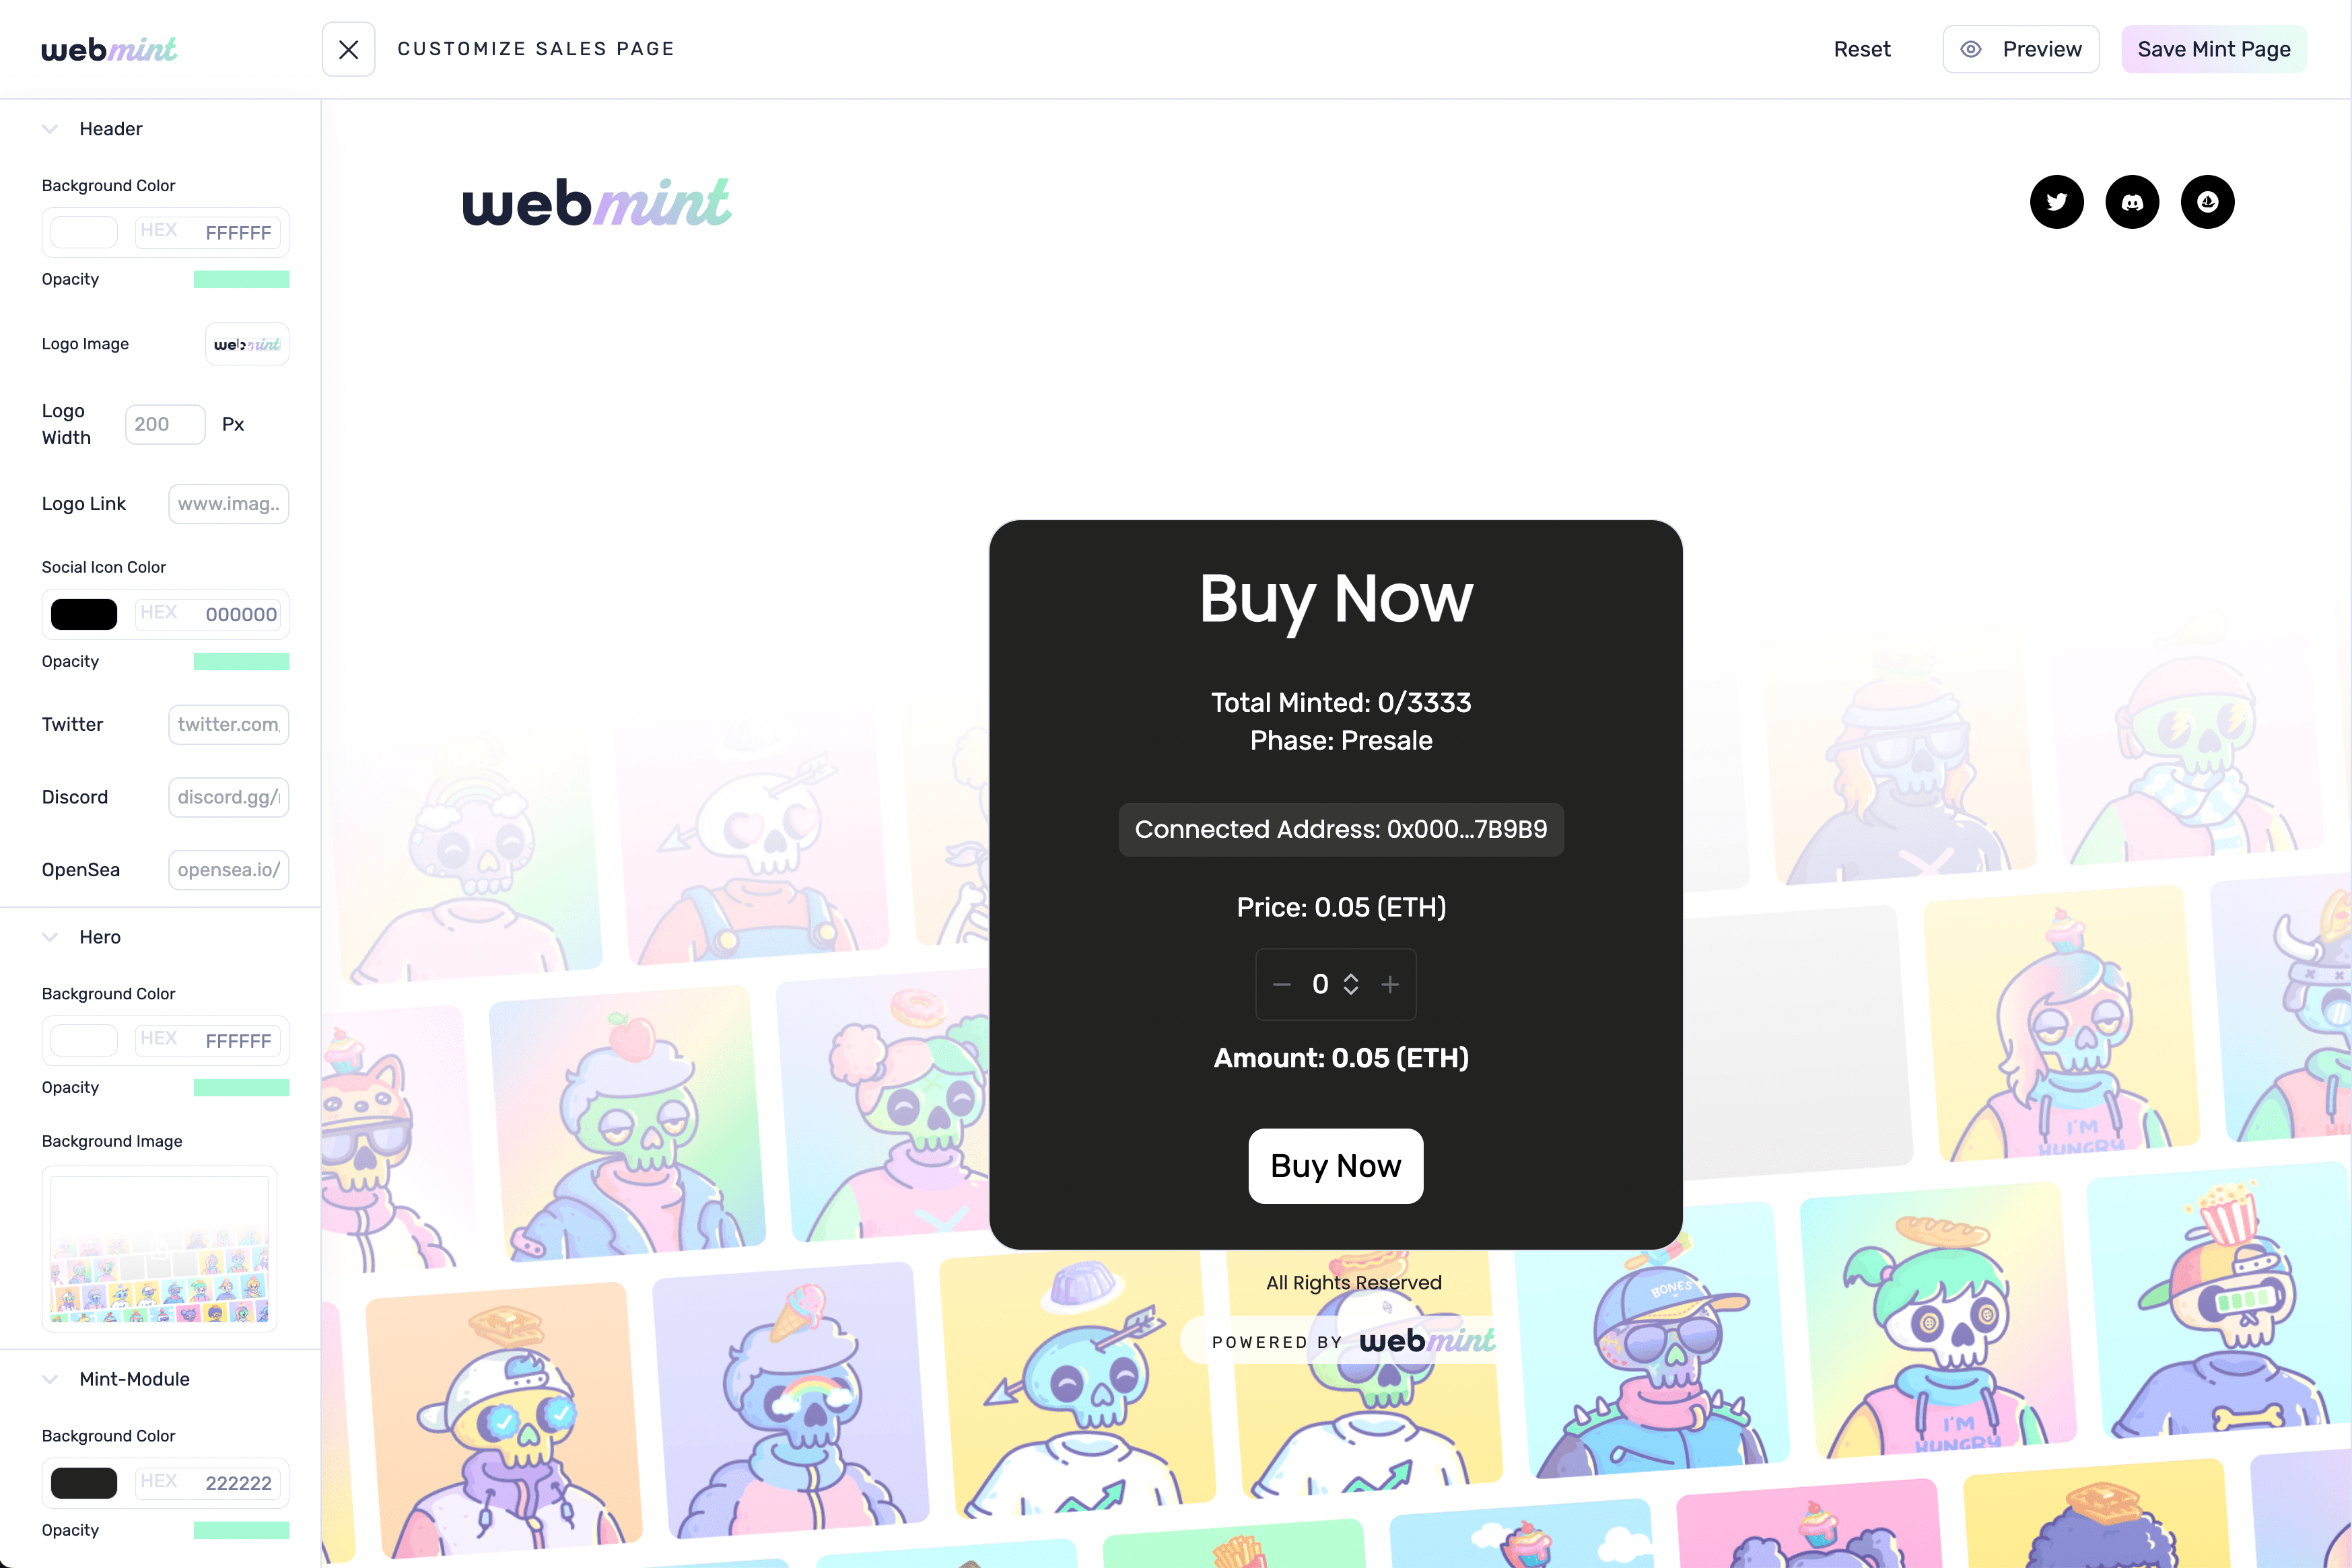 webmint
CUSTOMIZE SALES PAGE
Reset
Preview
Save Mint Page
Header
Background Color
HEX FFFFFF
Opacity
Logo Image
webmint
Logo
Width
200
Px
Logo Link
www.imag..
Social Icon Color
HEX 000000
Opacity
Twitter
twitter.com
Discord
discord.gg/
OpenSea
opensea.io/
Hero
Background Color
HEX FFFFFF
Opacity
Background Image
Mint-Module
Background Color
HEX 222222
Opacity
webmint
Buy Now
Total Minted: 0/3333
Phase: Presale
Connected Address: 0x000...7B9B9
Price: 0.05 (ETH)
0
Amount: 0.05 (ETH)
Buy Now
All Rights Reserved
POWERED BY webmint
I'M
HUNGRY
BONES
I'M
HUNGRY